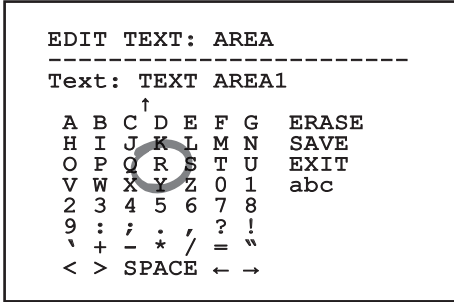 EDIT TEXT: AREA
------------------------
Text: TEXT AREA1
↑
A B C D E F G ERASE
H I J K L M N SAVE
O P Q R S T U EXIT
V W X Y Z 0 1 abc
2 3 4 5 6 7 8
9 : ; . , ? !
‵ + - * / = ‶
< > SPACE ← →